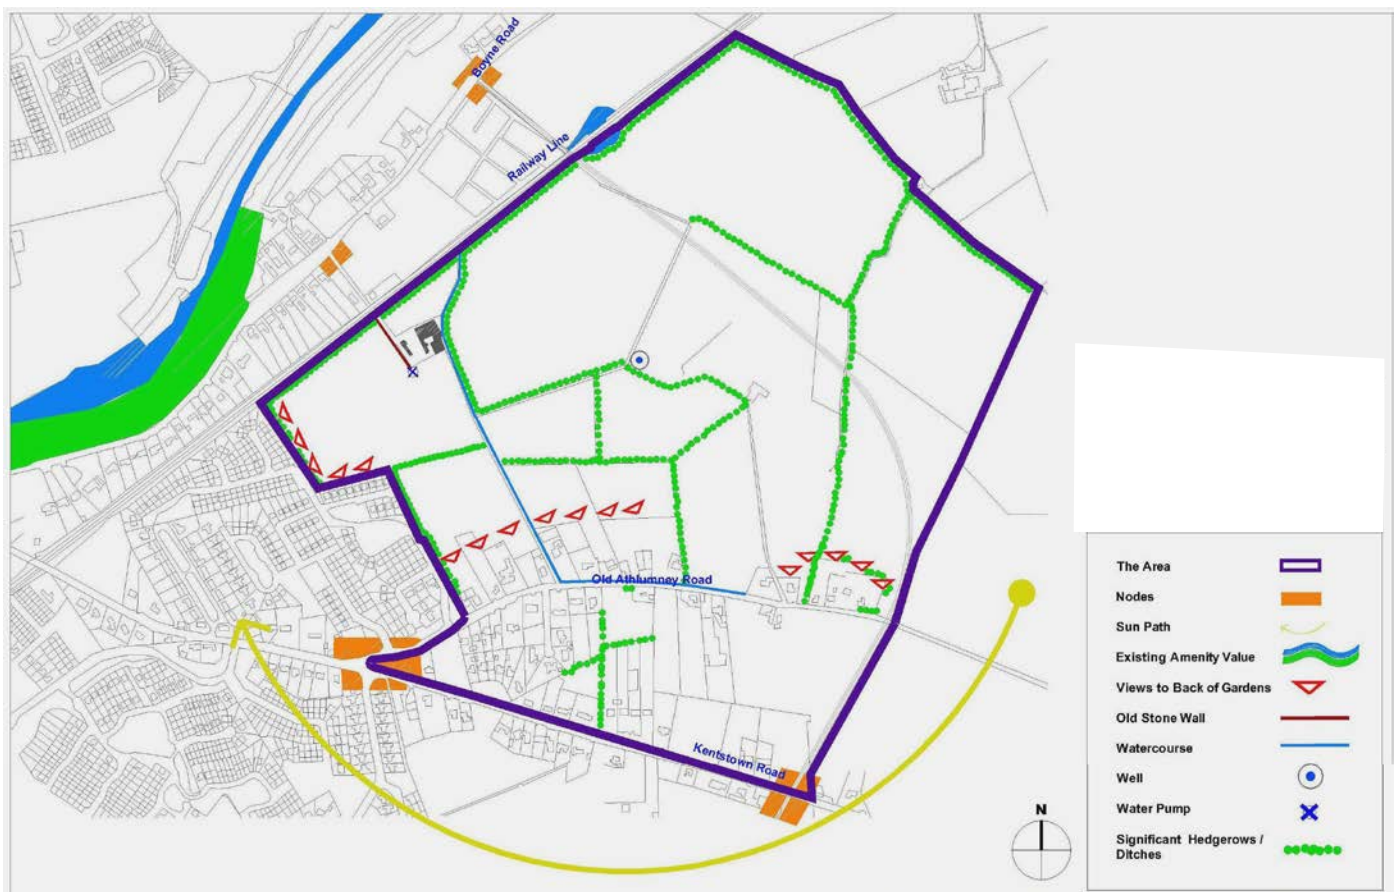 Boyne Road
Railway Line
Old Athlumney Road
Kentstown Road
N
The Area
Nodes
Sun Path
Existing Amenity Value
Views to Back of Gardens
Old Stone Wall
Watercourse
Well
Water Pump
Significant Hedgerows /
Ditches